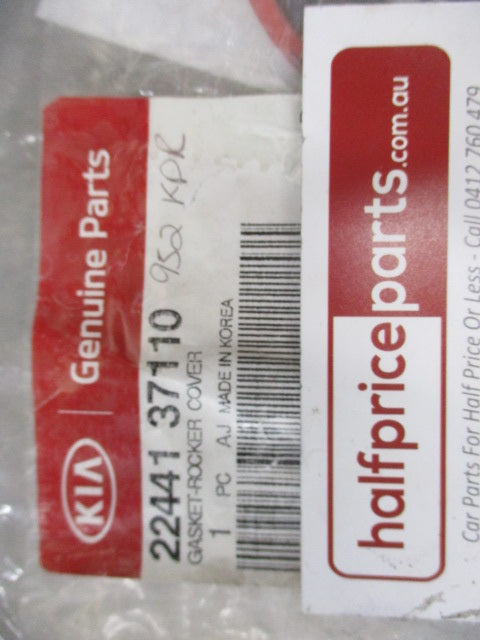 KIA | Genuine Parts
22441 37110 952 KPR
GASKET-ROCKER COVER
1 PC AJ MADE IN KOREA
halfpriceparts.com.au
Car Parts For Half Price Or Less - Call 0412 760 479